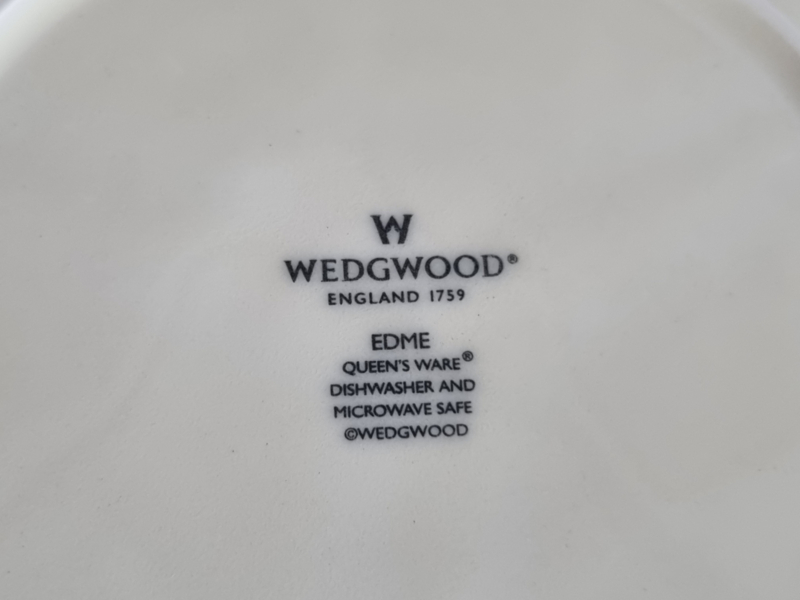 W
WEDGWOOD®
ENGLAND 1759
EDME
QUEEN'S WARE®
DISHWASHER AND
MICROWAVE SAFE
©WEDGWOOD